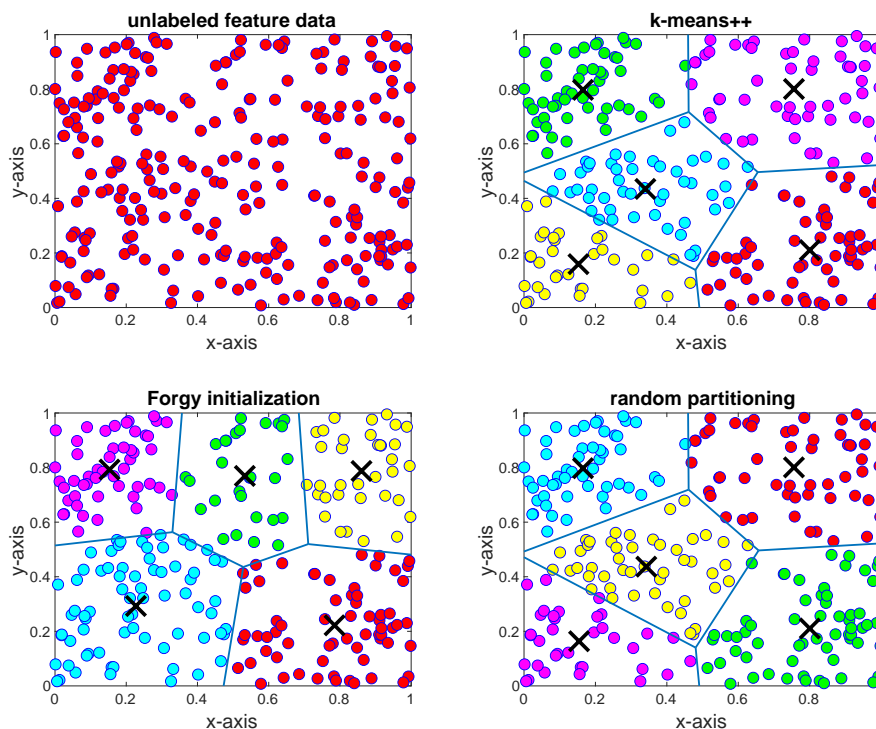 unlabeled feature data
1
0.8
0.6
0.4
0.2
0
y-axis
0 0.2 0.4 0.6 0.8 1
x-axis
k-means++
1
0.8
0.6
0.4
0.2
0
y-axis
0 0.2 0.4 0.6 0.8
x-axis
Forgy initialization
1
0.8
0.6
0.4
0.2
0
y-axis
0 0.2 0.4 0.6 0.8 1
x-axis
random partitioning
1
0.8
0.6
0.4
0.2
0
y-axis
0 0.2 0.4 0.6 0.8
x-axis